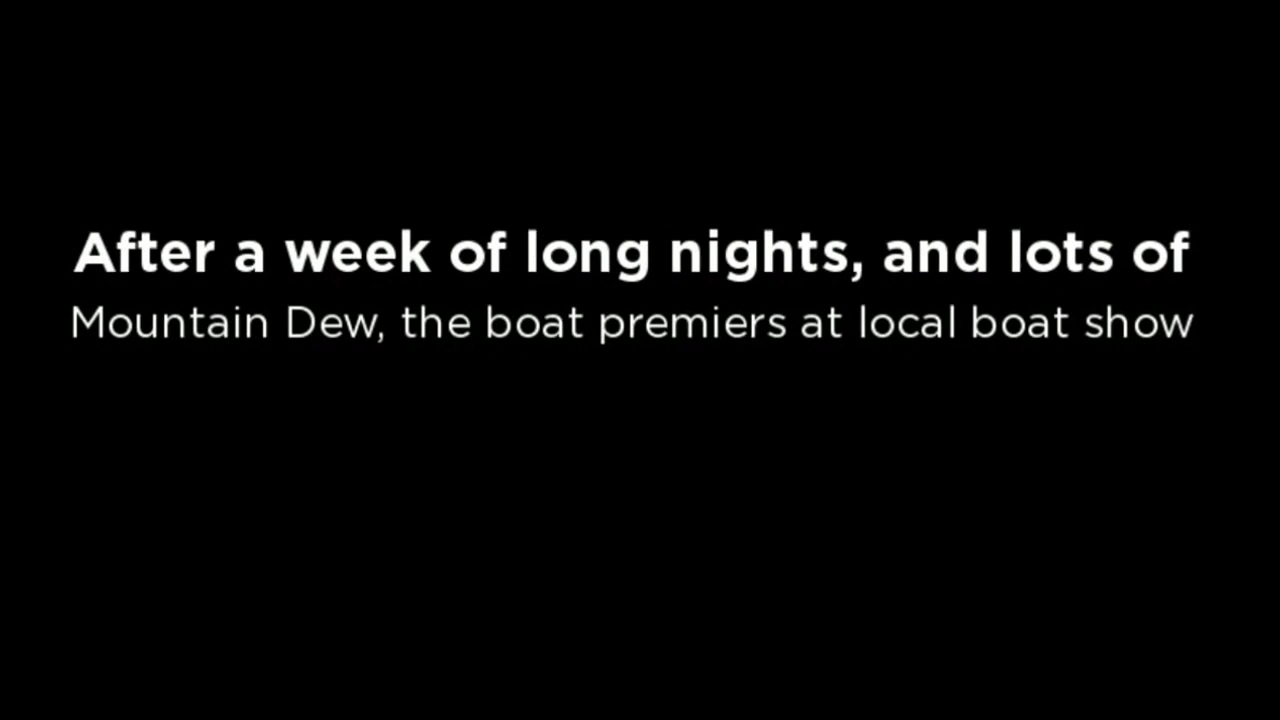 After a week of long nights, and lots of
Mountain Dew, the boat premiers at local boat show